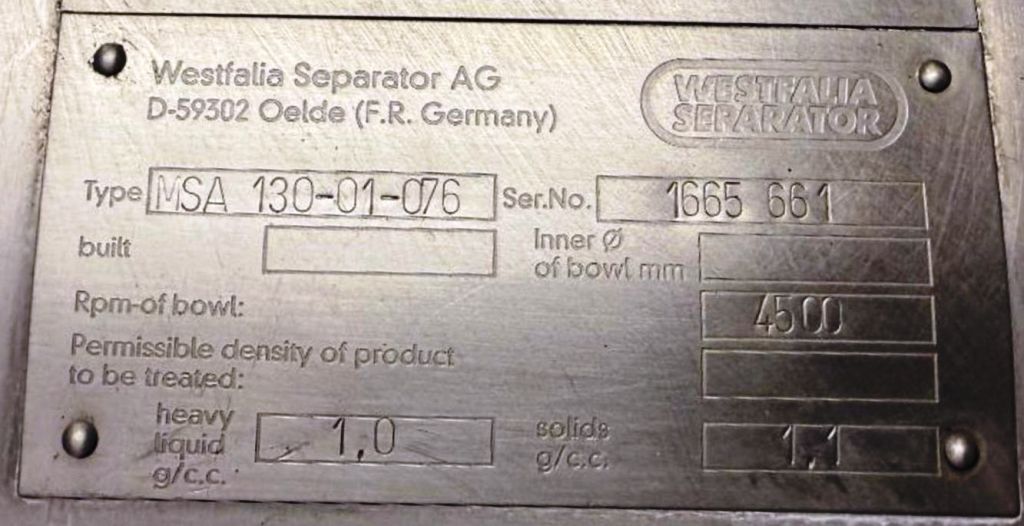 Westfalia Separator AG
D-59302 Oelde (F.R. Germany)
WESTFALIA
SEPARATOR
Type MSA 130-01-076 Ser.No. 1665 661
built Inner Ø
of bowl mm
Rpm-of bowl: 4500
Permissible density of product
to be treated:
heavy
liquid
g/c.c. 1,0
solids
g/c.c. 1,1